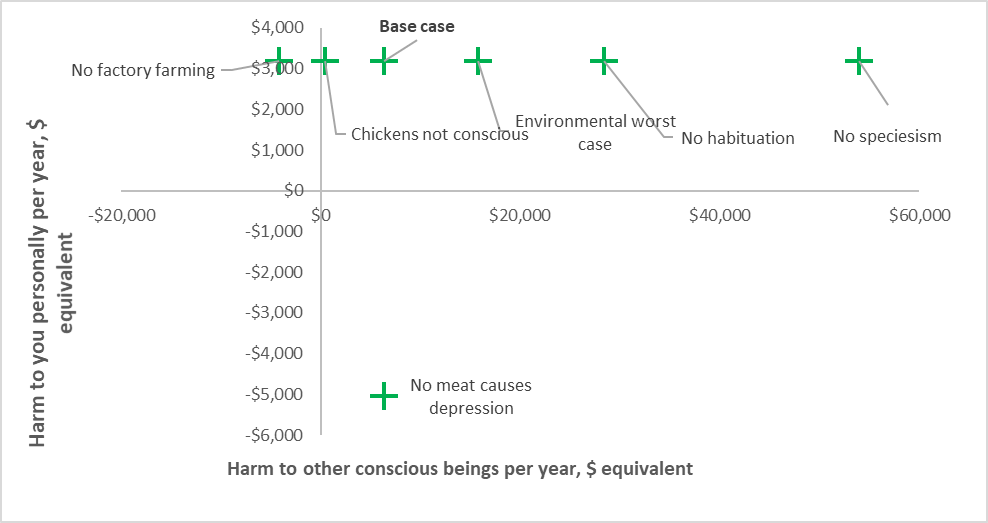 $4,000
Base case
No factory farming
$3,000
$2,000
Chickens not conscious
Environmental worst
case
No habituation
No speciesism
$1,000
$0
-$20,000
$0
$20,000
$40,000
$60,000
-$1,000
-$2,000
-$3,000
-$4,000
-$5,000
-$6,000
No meat causes
depression
Harm to you personally per year, $
equivalent
Harm to other conscious beings per year, $ equivalent